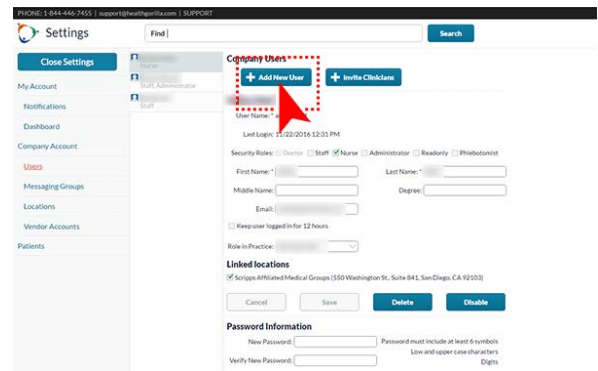 PHONE: 1-844-446-7455 | support@healthgorilla.com | SUPPORT
Settings
Find
Search
Close Settings
My Account
Notifications
Dashboard
Company Account
Users
Messaging Groups
Locations
Vendor Accounts
Patients
Nurse
Staff, Administrator
Staff
Company Users
+ Add New User
+ Invite Clinicians
User Name: *
Last Login: 11/22/2016 12:31 PM
Security Roles: Doctor Staff Nurse Administrator Readonly Phlebotomist
First Name: * Last Name: *
Middle Name: Degree:
Email:
Keep user logged in for 12 hours
Role in Practice:
Linked locations
Scripps Affiliated Medical Groups (550 Washington St., Suite 841, San Diego, CA 92103)
Cancel Save Delete Disable
Password Information
New Password: Password must include at least 6 symbols
Low and upper case characters
Verify New Password: Digits